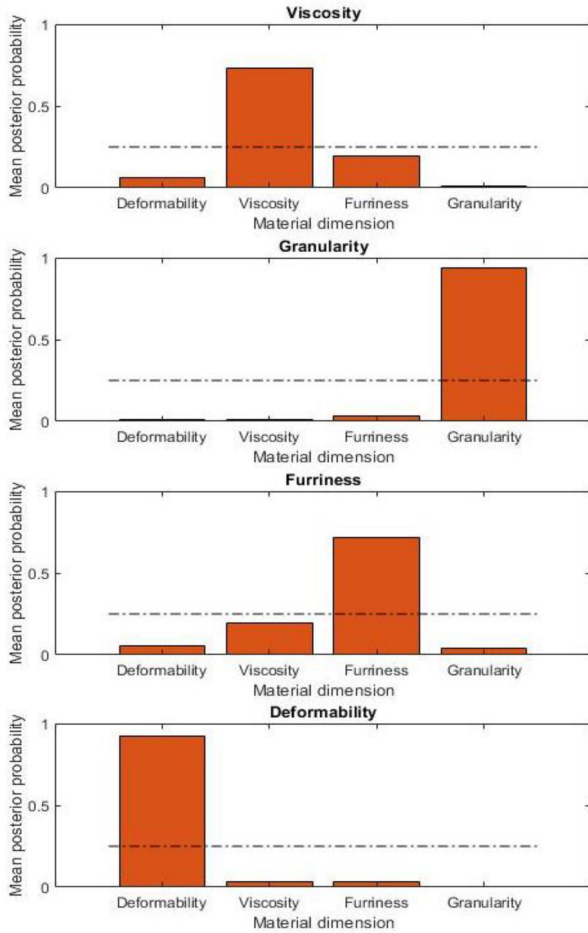 Viscosity
Mean posterior probability
1
0.5
0
Deformability Viscosity Furriness Granularity
Material dimension
Granularity
Mean posterior probability
1
0.5
0
Deformability Viscosity Furriness Granularity
Material dimension
Furriness
Mean posterior probability
1
0.5
0
Deformability Viscosity Furriness Granularity
Material dimension
Deformability
Mean posterior probability
1
0.5
0
Deformability Viscosity Furriness Granularity
Material dimension